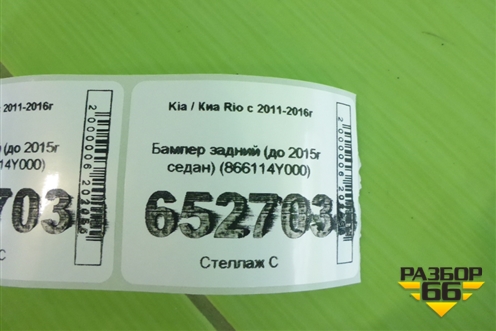 с 2011-2016г
Kia / Киа Rio с 2011-2016г
(до 2015г
14Y000)
Бампер задний (до 2015г
седан) (866114Y000)
652703
Стеллаж С
С
РАЗБОР
66